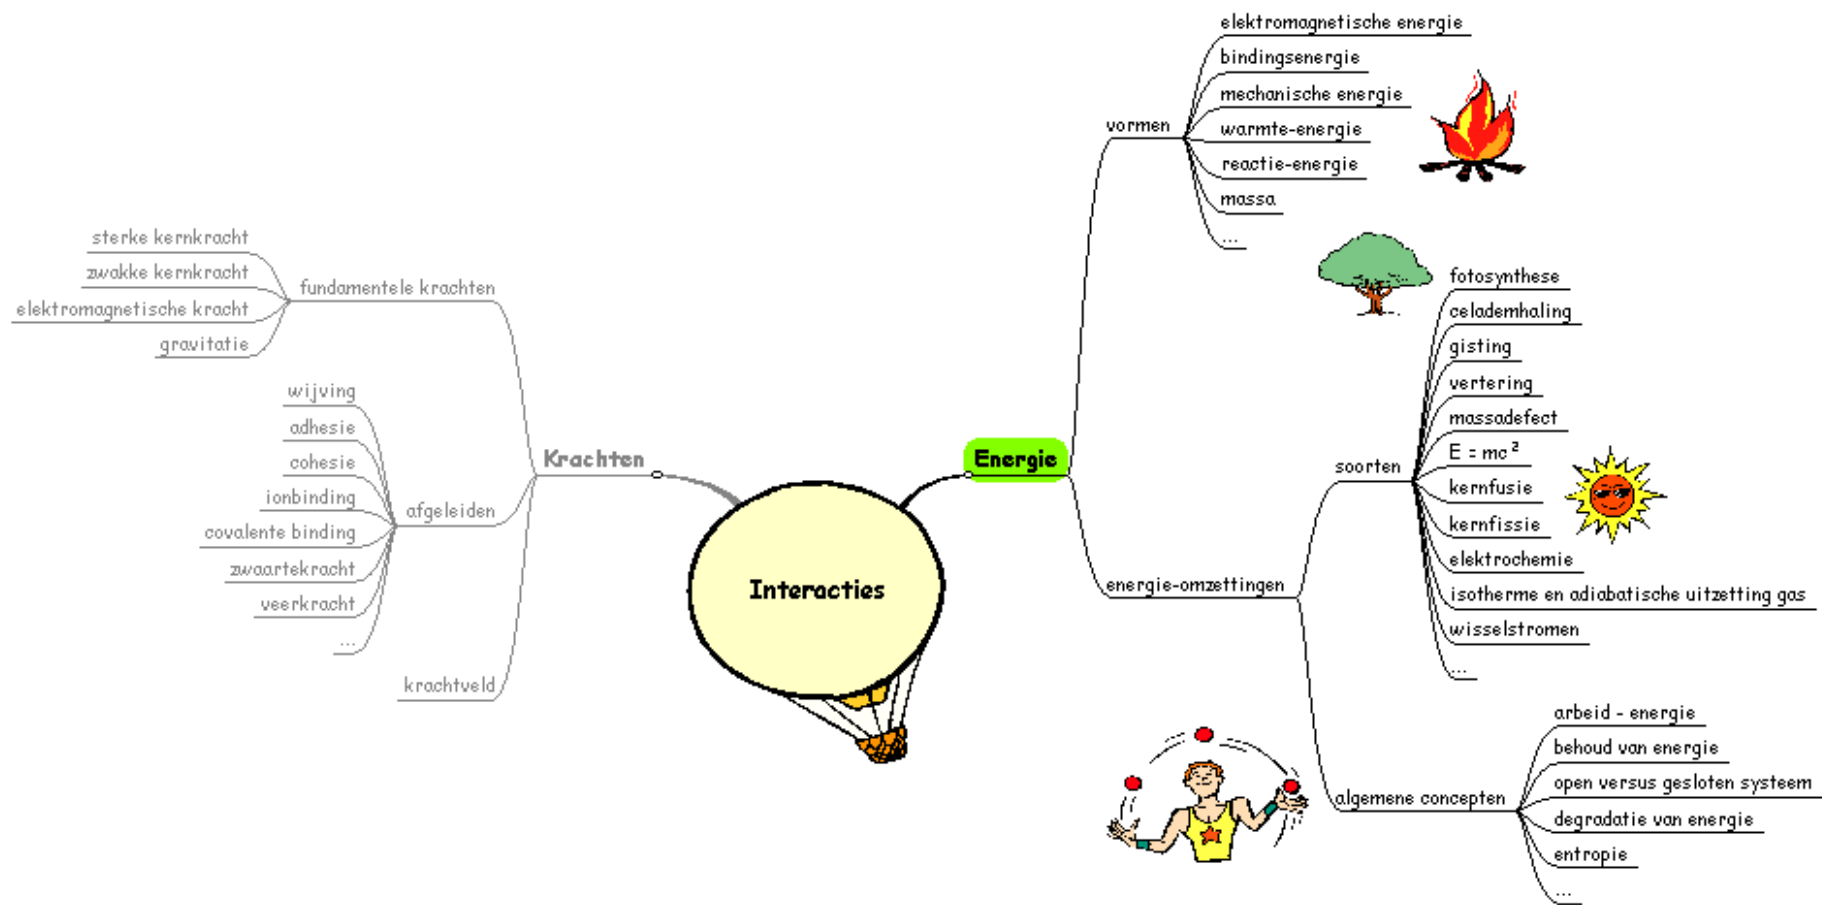 Interacties
Krachten
fundamentele krachten
sterke kernkracht
zwakke kernkracht
elektromagnetische kracht
gravitatie
afgeleiden
wijving
adhesie
cohesie
ionbinding
covalente binding
zwaartekracht
veerkracht
...
krachtveld
Energie
vormen
elektromagnetische energie
bindingsenergie
mechanische energie
warmte-energie
reactie-energie
massa
...
energie-omzettingen
soorten
fotosynthese
celademhaling
gisting
vertering
massadefect
E = mc²
kernfusie
kernfissie
elektrochemie
isotherme en adiabatische uitzetting gas
wisselstromen
...
algemene concepten
arbeid - energie
behoud van energie
open versus gesloten systeem
degradatie van energie
entropie
...